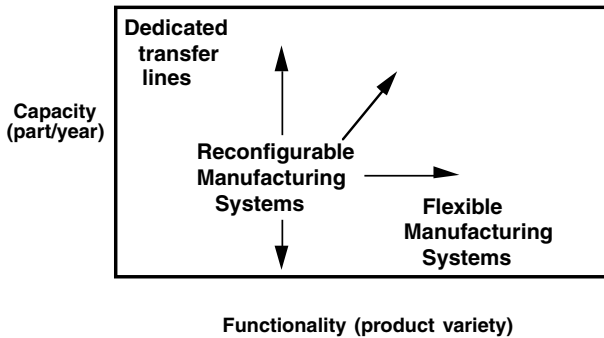 Dedicated
transfer
lines
Capacity
(part/year)
Reconfigurable
Manufacturing
Systems
Flexible
Manufacturing
Systems
Functionality (product variety)